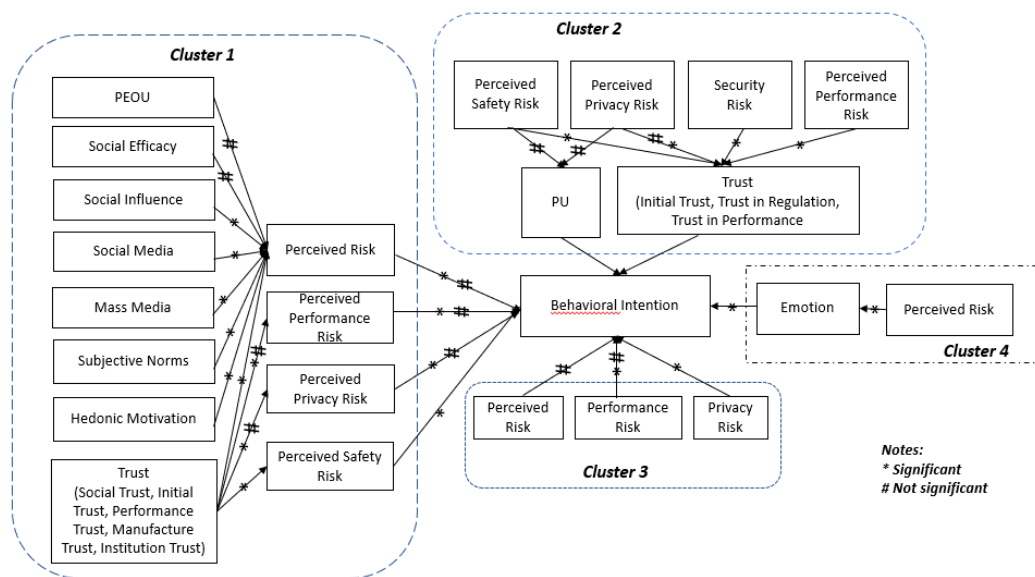 Cluster 1
PEOU
Social Efficacy
Social Influence
Social Media
Mass Media
Subjective Norms
Hedonic Motivation
Trust
(Social Trust, Initial
Trust, Performance
Trust, Manufacture
Trust, Institution Trust)
Perceived Risk
Perceived
Performance
Risk
Perceived
Privacy Risk
Perceived Safety
Risk
Cluster 2
Perceived
Safety Risk
Perceived
Privacy Risk
Security
Risk
Perceived
Performance
Risk
PU
Trust
(Initial Trust, Trust in Regulation,
Trust in Performance)
Behavioral Intention
Emotion
Perceived Risk
Cluster 4
Perceived
Risk
Performance
Risk
Privacy
Risk
Cluster 3
Notes:
* Significant
# Not significant